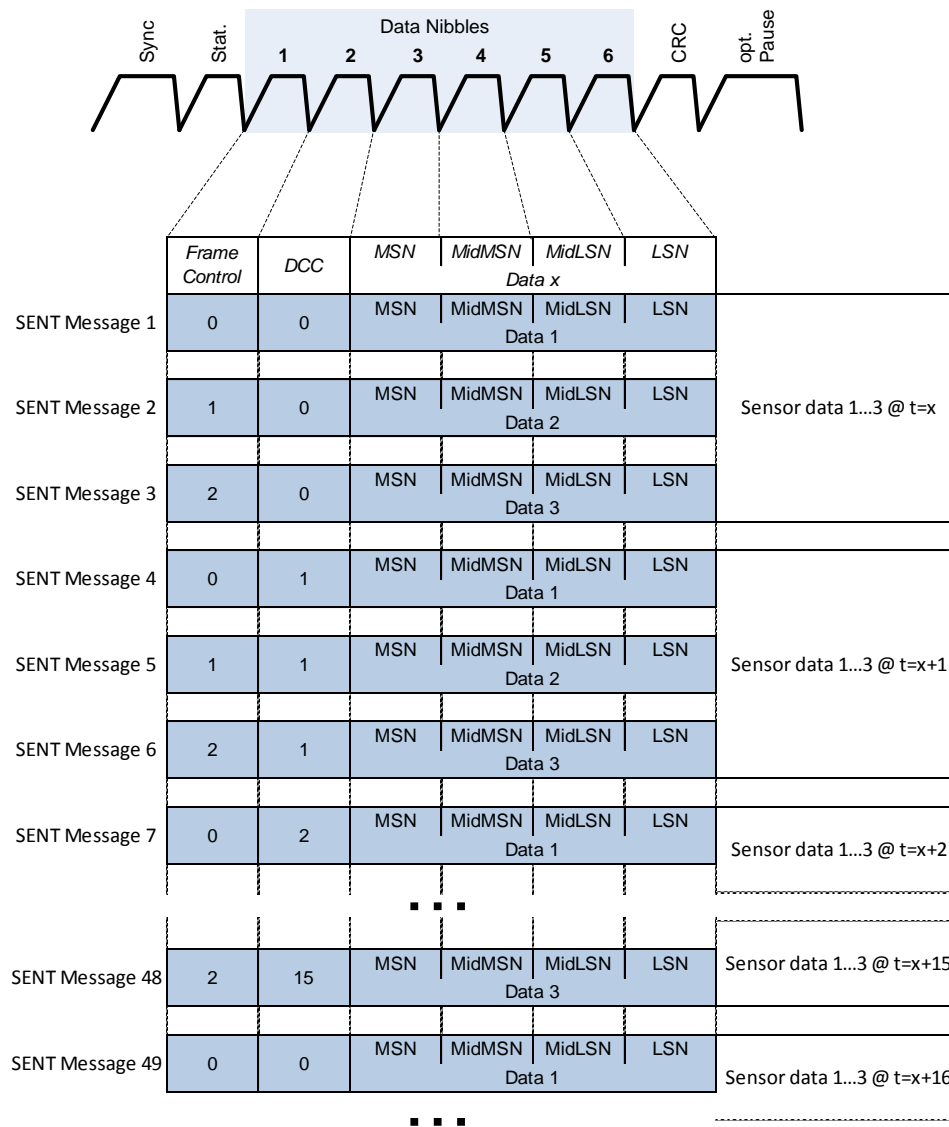 Sync
Stat.
Data Nibbles
CRC
opt.
Pause
1 2 3 4 5 6
Frame
Control
DCC
MSN MidMSN MidLSN LSN
Data x
SENT Message 1
0 0
MSN MidMSN MidLSN LSN
Data 1
SENT Message 2
1 0
MSN MidMSN MidLSN LSN
Data 2
Sensor data 1...3 @ t=x
SENT Message 3
2 0
MSN MidMSN MidLSN LSN
Data 3
SENT Message 4
0 1
MSN MidMSN MidLSN LSN
Data 1
SENT Message 5
1 1
MSN MidMSN MidLSN LSN
Data 2
Sensor data 1...3 @ t=x+1
SENT Message 6
2 1
MSN MidMSN MidLSN LSN
Data 3
SENT Message 7
0 2
MSN MidMSN MidLSN LSN
Data 1
Sensor data 1...3 @ t=x+2
...
SENT Message 48
2 15
MSN MidMSN MidLSN LSN
Data 3
Sensor data 1...3 @ t=x+15
SENT Message 49
0 0
MSN MidMSN MidLSN LSN
Data 1
Sensor data 1...3 @ t=x+16
...